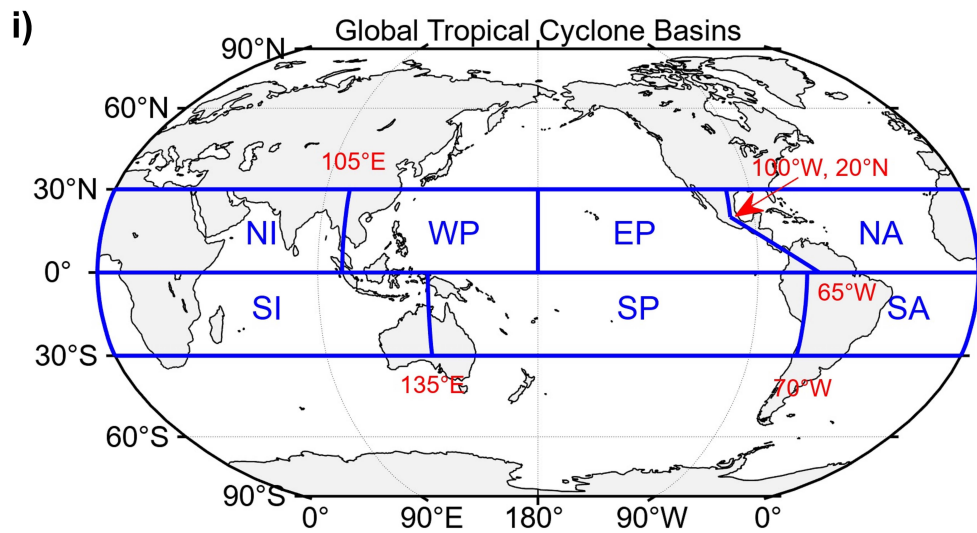 i)
Global Tropical Cyclone Basins
90°N
60°N
105°E
100°W, 20°N
30°N
NI
WP
EP
NA
0°
65°W
SI
SP
SA
30°S
135°E
70°W
60°S
90°S
0°
90°E
180°
90°W
0°